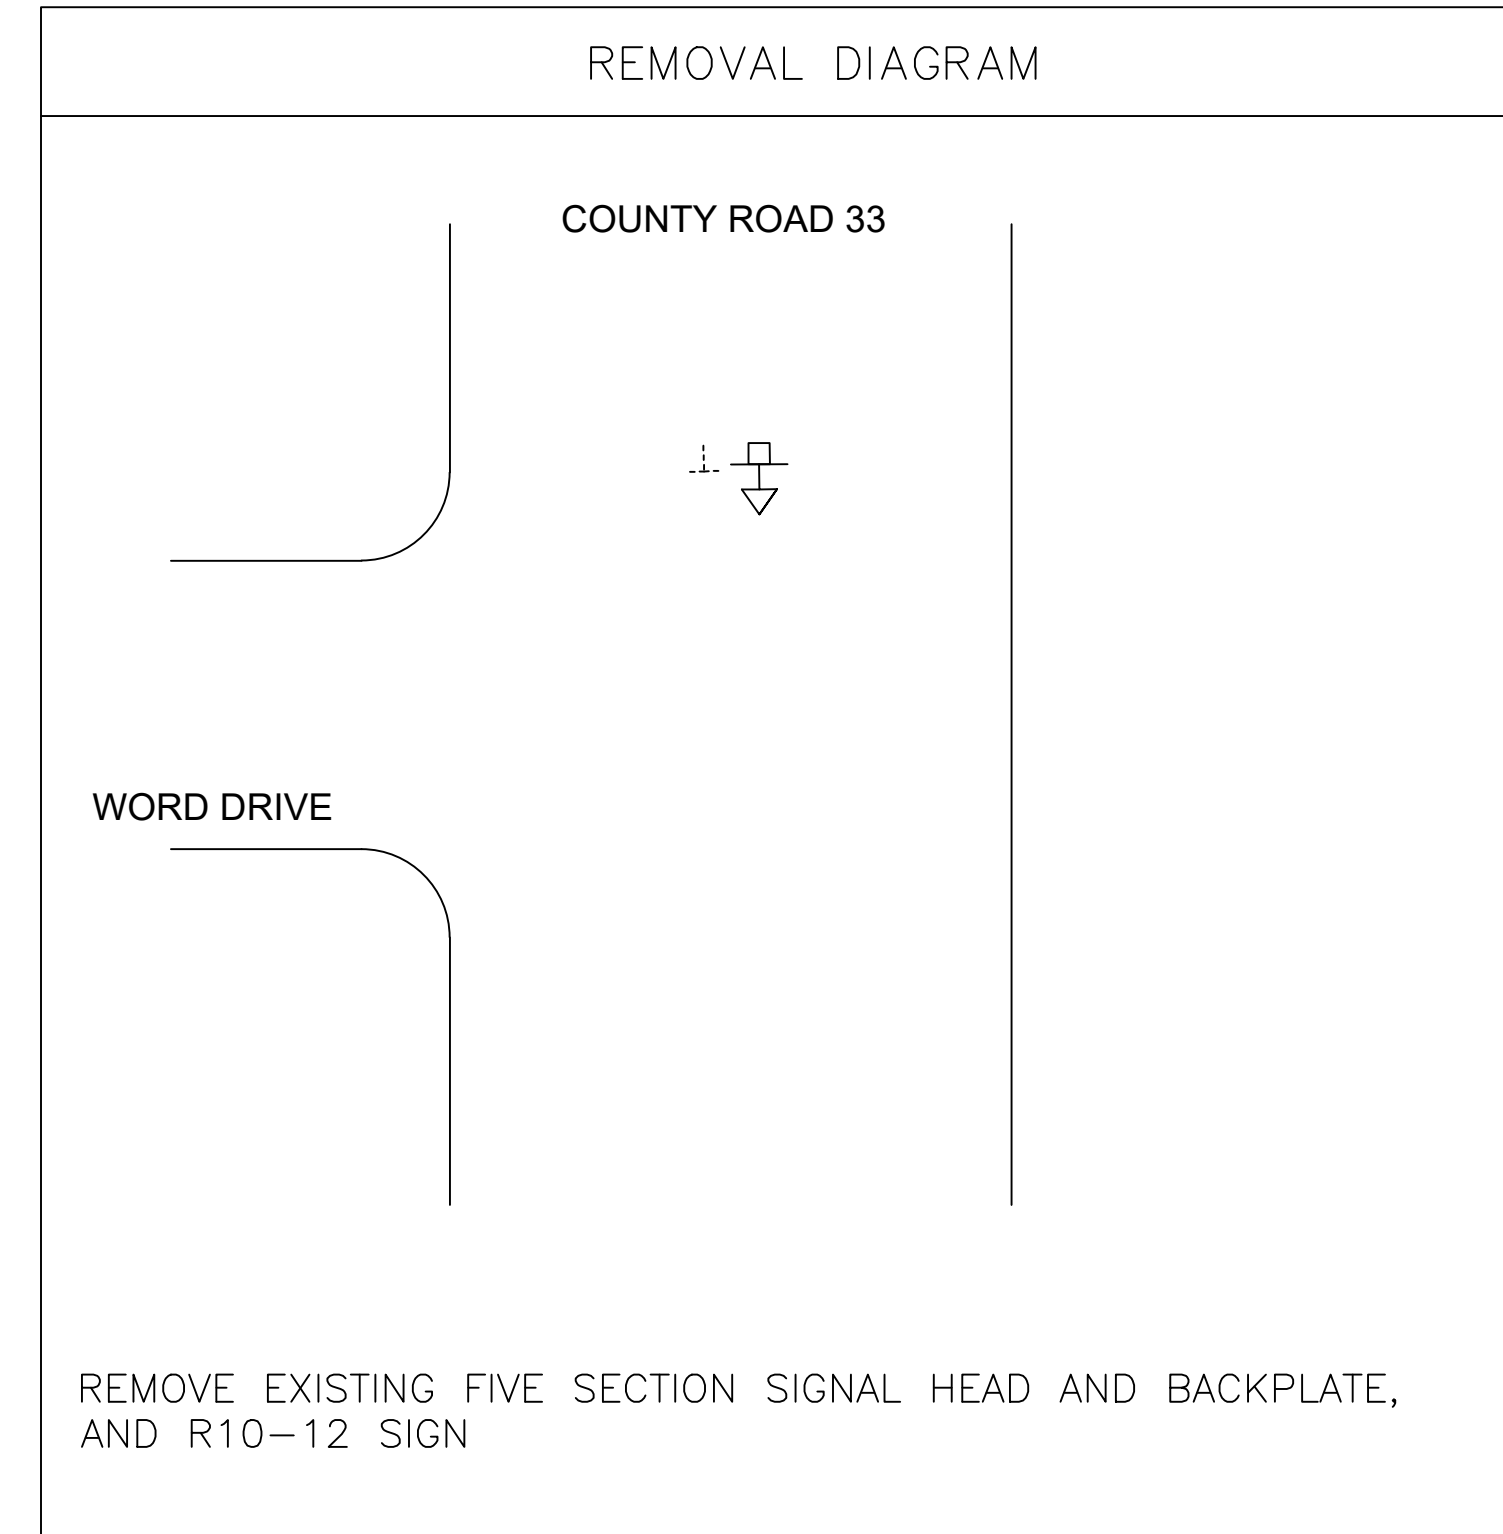 REMOVAL DIAGRAM
COUNTY ROAD 33
WORD DRIVE
REMOVE EXISTING FIVE SECTION SIGNAL HEAD AND BACKPLATE,
AND R10-12 SIGN